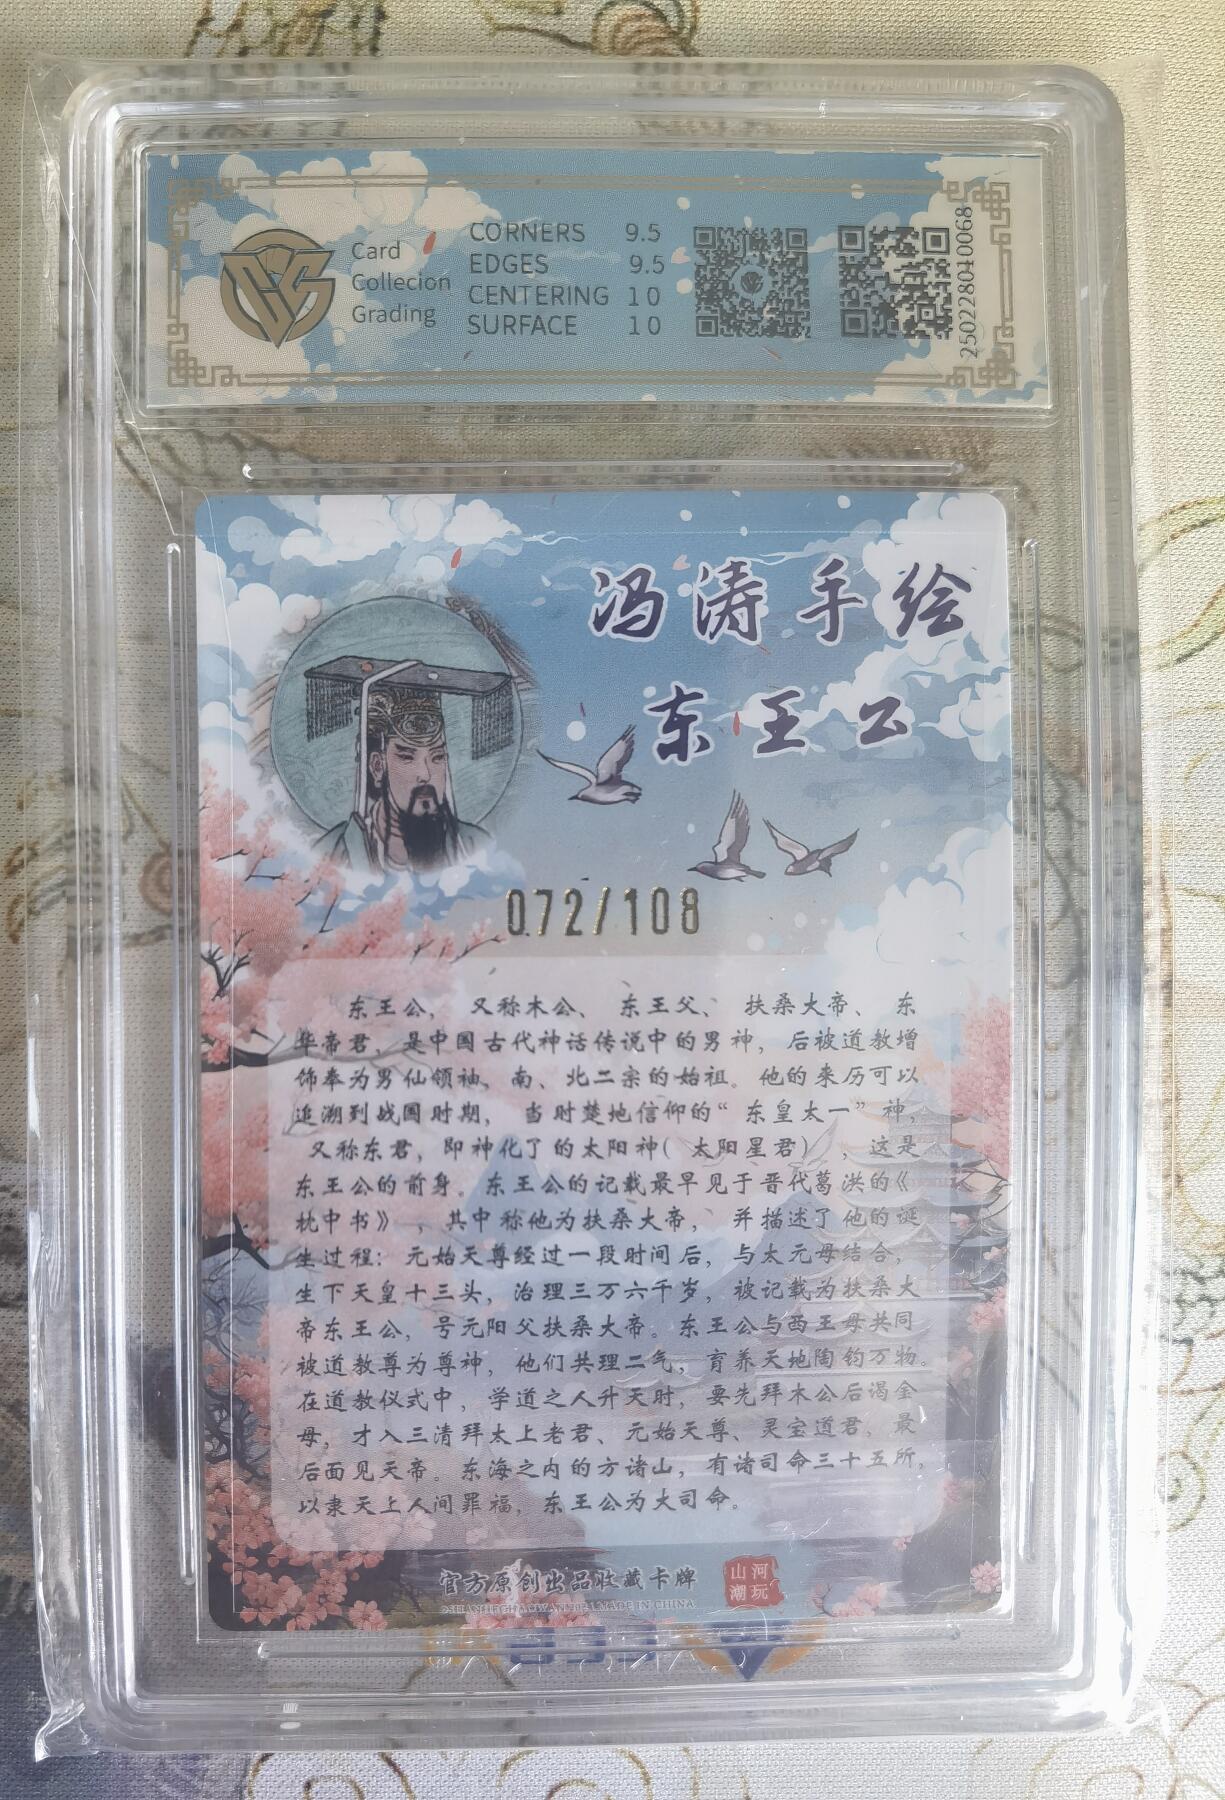 Card
Collecion
Grading
CORNERS 9.5
EDGES 9.5
CENTERING 10
SURFACE 10
250228010068
冯涛手绘
东王公
072/108
东王公，又称木公、东王父、扶桑大帝、东
华帝君，是中国古代神话传说中的男神，后被道教增
饰奉为男仙领袖，南、北二宗的始祖。他的来历可以
追溯到战国时期，当时楚地信仰的“东皇太一”神，
又称东君，即神化了的太阳神（太阳星君），这是
东王公的前身。东王公的记载最早见于晋代葛洪的《
枕中书》，其中称他为扶桑大帝，并描述了他的诞
生过程：元始天尊经过一段时间后，与太元母结合，
生下天皇十三头，治理三万六千岁，被记载为扶桑大
帝东王公，号元阳父扶桑大帝。东王公与西王母共同
被道教尊为尊神，他们共理二气，育养天地陶钧万物。
在道教仪式中，学道之人升天时，要先拜木公后谒金
母，才入三清拜太上老君、元始天尊、灵宝道君，最
后面见天帝。东海之内的方诸山，有诸司命三十五所，
以隶天上人间罪福，东王公为大司命。
官方原创出品收藏卡牌
山河
潮玩
MADE IN CHINA